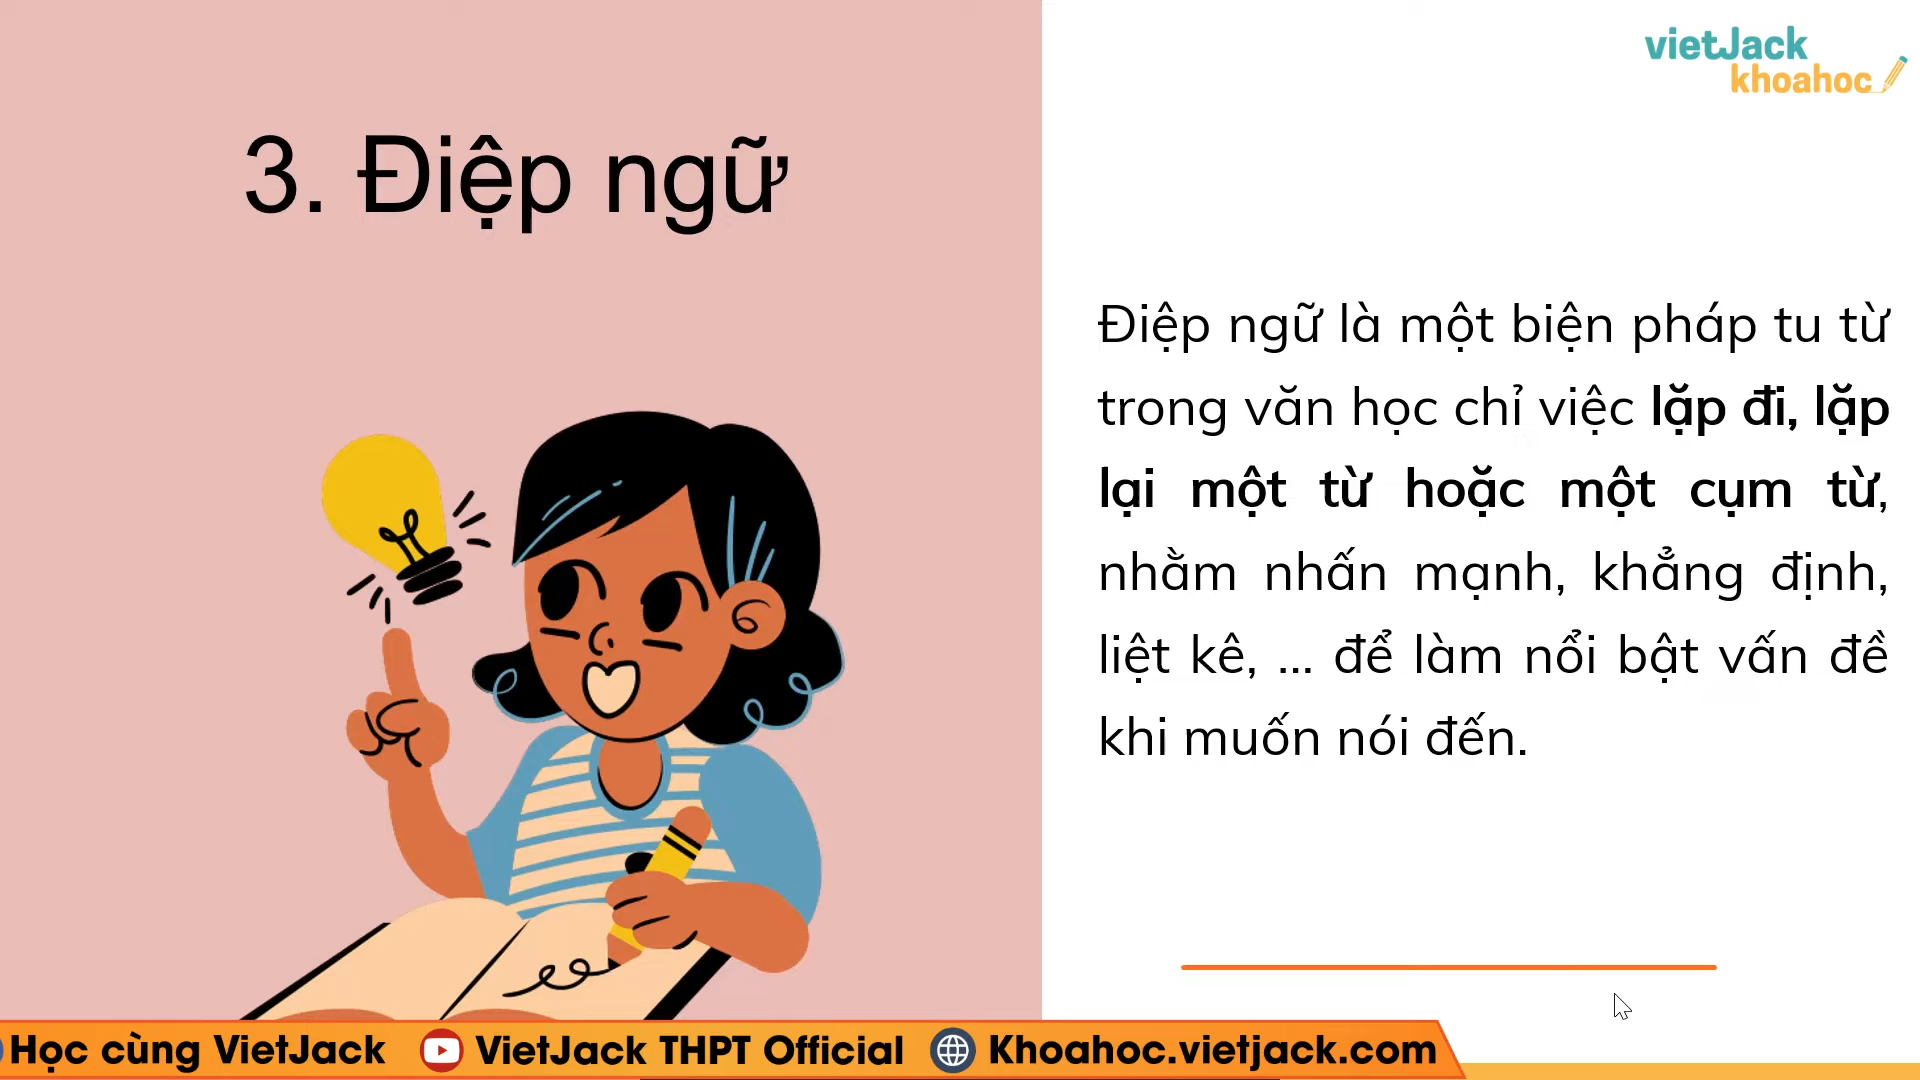 vietJack
khoahoc
3. Điệp ngữ
Điệp ngữ là một biện pháp tu từ
trong văn học chỉ việc lặp đi, lặp
lại một từ hoặc một cụm từ,
nhằm nhấn mạnh, khẳng định,
liệt kê, ... để làm nổi bật vấn đề
khi muốn nói đến.
Học cùng VietJack VietJack THPT Official Khoahoc.vietjack.com